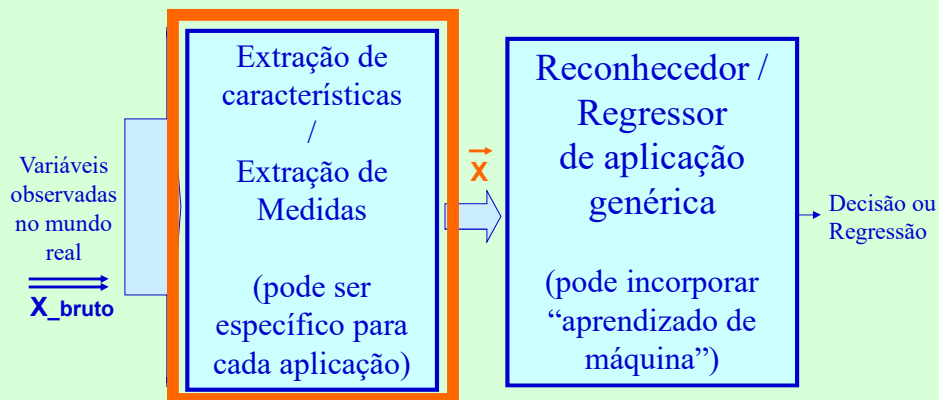 Variáveis
observadas
no mundo
real
X_bruto
Extração de
características
/
Extração de
Medidas
(pode ser
específico para
cada aplicação)
X
Reconhecedor /
Regressor
de aplicação
genérica
(pode incorporar
“aprendizado de
máquina”)
Decisão ou
Regressão